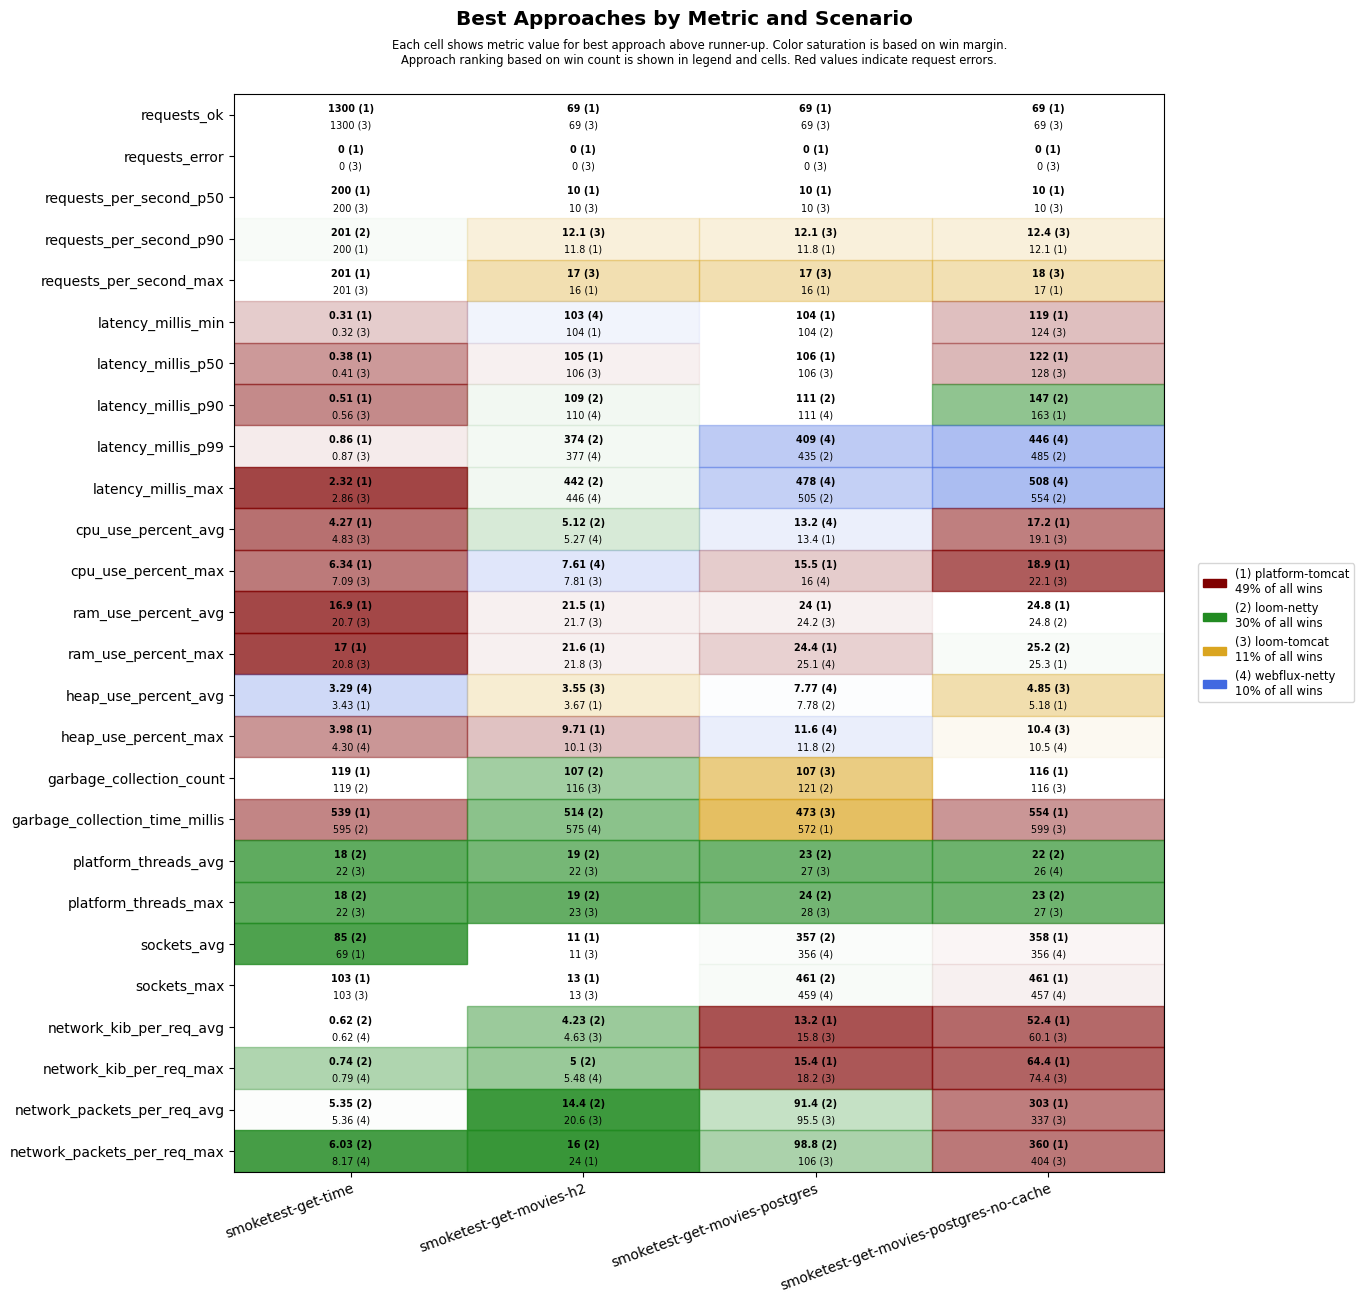 Best Approaches by Metric and Scenario
Each cell shows metric value for best approach above runner-up. Color saturation is based on win margin.
Approach ranking based on win count is shown in legend and cells. Red values indicate request errors.
requests_ok
1300 (1) 69 (1) 69 (1) 69 (1)
1300 (3) 69 (3) 69 (3) 69 (3)
requests_error
0 (1) 0 (1) 0 (1) 0 (1)
0 (3) 0 (3) 0 (3) 0 (3)
requests_per_second_p50
200 (1) 10 (1) 10 (1) 10 (1)
200 (3) 10 (3) 10 (3) 10 (3)
requests_per_second_p90
201 (2) 12.1 (3) 12.1 (3) 12.4 (3)
200 (1) 11.8 (1) 11.8 (1) 12.1 (1)
requests_per_second_max
201 (1) 17 (3) 17 (3) 18 (3)
201 (3) 16 (1) 16 (1) 17 (1)
latency_millis_min
0.31 (1) 103 (4) 104 (1) 119 (1)
0.32 (3) 104 (1) 104 (2) 124 (3)
latency_millis_p50
0.38 (1) 105 (1) 106 (1) 122 (1)
0.41 (3) 106 (3) 106 (3) 128 (3)
latency_millis_p90
0.51 (1) 109 (2) 111 (2) 147 (2)
0.56 (3) 110 (4) 111 (4) 163 (1)
latency_millis_p99
0.86 (1) 374 (2) 409 (4) 446 (4)
0.87 (3) 377 (4) 435 (2) 485 (2)
latency_millis_max
2.32 (1) 442 (2) 478 (4) 508 (4)
2.86 (3) 446 (4) 505 (2) 554 (2)
cpu_use_percent_avg
4.27 (1) 5.12 (2) 13.2 (4) 17.2 (1)
4.83 (3) 5.27 (4) 13.4 (1) 19.1 (3)
cpu_use_percent_max
6.34 (1) 7.61 (4) 15.5 (1) 18.9 (1)
7.09 (3) 7.81 (3) 16 (4) 22.1 (3)
ram_use_percent_avg
16.9 (1) 21.5 (1) 24 (1) 24.8 (1)
20.7 (3) 21.7 (3) 24.2 (3) 24.8 (2)
ram_use_percent_max
17 (1) 21.6 (1) 24.4 (1) 25.2 (2)
20.8 (3) 21.8 (3) 25.1 (4) 25.3 (1)
heap_use_percent_avg
3.29 (4) 3.55 (3) 7.77 (4) 4.85 (3)
3.43 (1) 3.67 (1) 7.78 (2) 5.18 (1)
heap_use_percent_max
3.98 (1) 9.71 (1) 11.6 (4) 10.4 (3)
4.30 (4) 10.1 (3) 11.8 (2) 10.5 (4)
garbage_collection_count
119 (1) 107 (2) 107 (3) 116 (1)
119 (2) 116 (3) 121 (2) 116 (3)
garbage_collection_time_millis
539 (1) 514 (2) 473 (3) 554 (1)
595 (2) 575 (4) 572 (1) 599 (3)
platform_threads_avg
18 (2) 19 (2) 23 (2) 22 (2)
22 (3) 22 (3) 27 (3) 26 (4)
platform_threads_max
18 (2) 19 (2) 24 (2) 23 (2)
22 (3) 23 (3) 28 (3) 27 (3)
sockets_avg
85 (2) 11 (1) 357 (2) 358 (1)
69 (1) 11 (3) 356 (4) 356 (4)
sockets_max
103 (1) 13 (1) 461 (2) 461 (1)
103 (3) 13 (3) 459 (4) 457 (4)
network_kib_per_req_avg
0.62 (2) 4.23 (2) 13.2 (1) 52.4 (1)
0.62 (4) 4.63 (3) 15.8 (3) 60.1 (3)
network_kib_per_req_max
0.74 (2) 5 (2) 15.4 (1) 64.4 (1)
0.79 (4) 5.48 (4) 18.2 (3) 74.4 (3)
network_packets_per_req_avg
5.35 (2) 14.4 (2) 91.4 (2) 303 (1)
5.36 (4) 20.6 (3) 95.5 (3) 337 (3)
network_packets_per_req_max
6.03 (2) 16 (2) 98.8 (2) 360 (1)
8.17 (4) 24 (1) 106 (3) 404 (3)
smoketest-get-time
smoketest-get-movies-h2
smoketest-get-movies-postgres
smoketest-get-movies-postgres-no-cache
(1) platform-tomcat
49% of all wins
(2) loom-netty
30% of all wins
(3) loom-tomcat
11% of all wins
(4) webflux-netty
10% of all wins